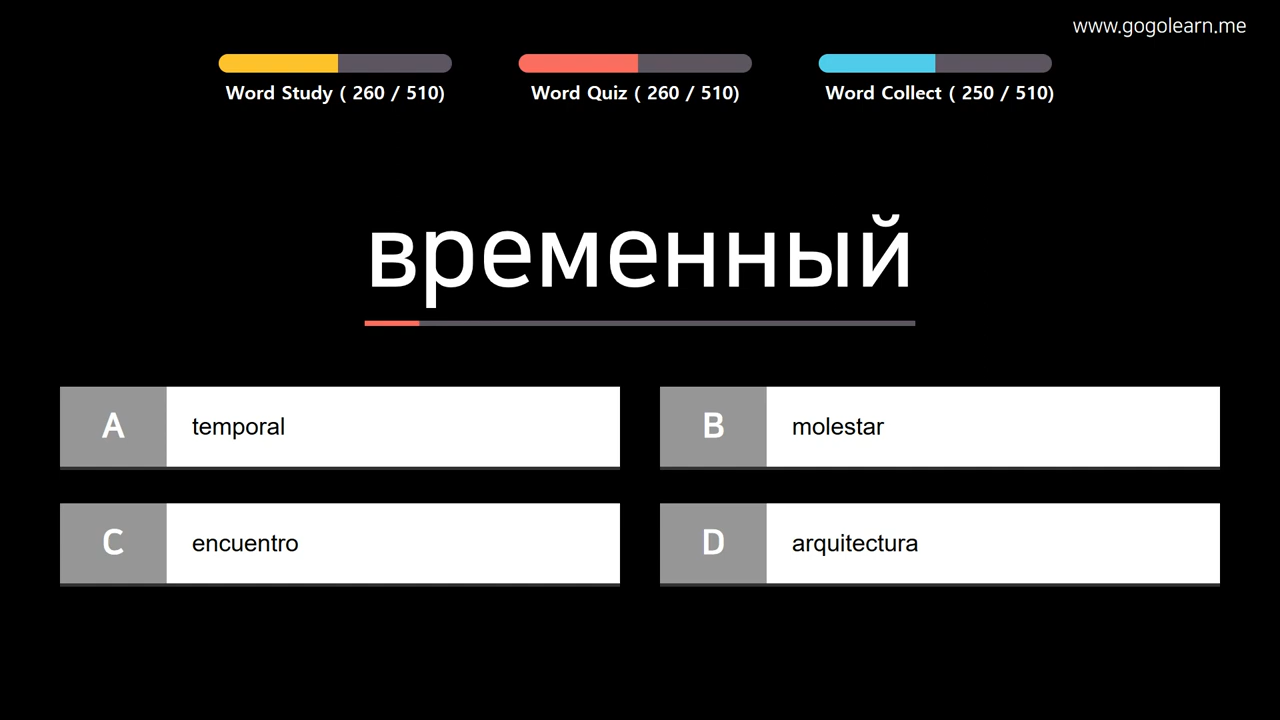 www.gogolearn.me
Word Study ( 260 / 510)
Word Quiz ( 260 / 510)
Word Collect ( 250 / 510)
временный
A temporal
B molestar
C encuentro
D arquitectura